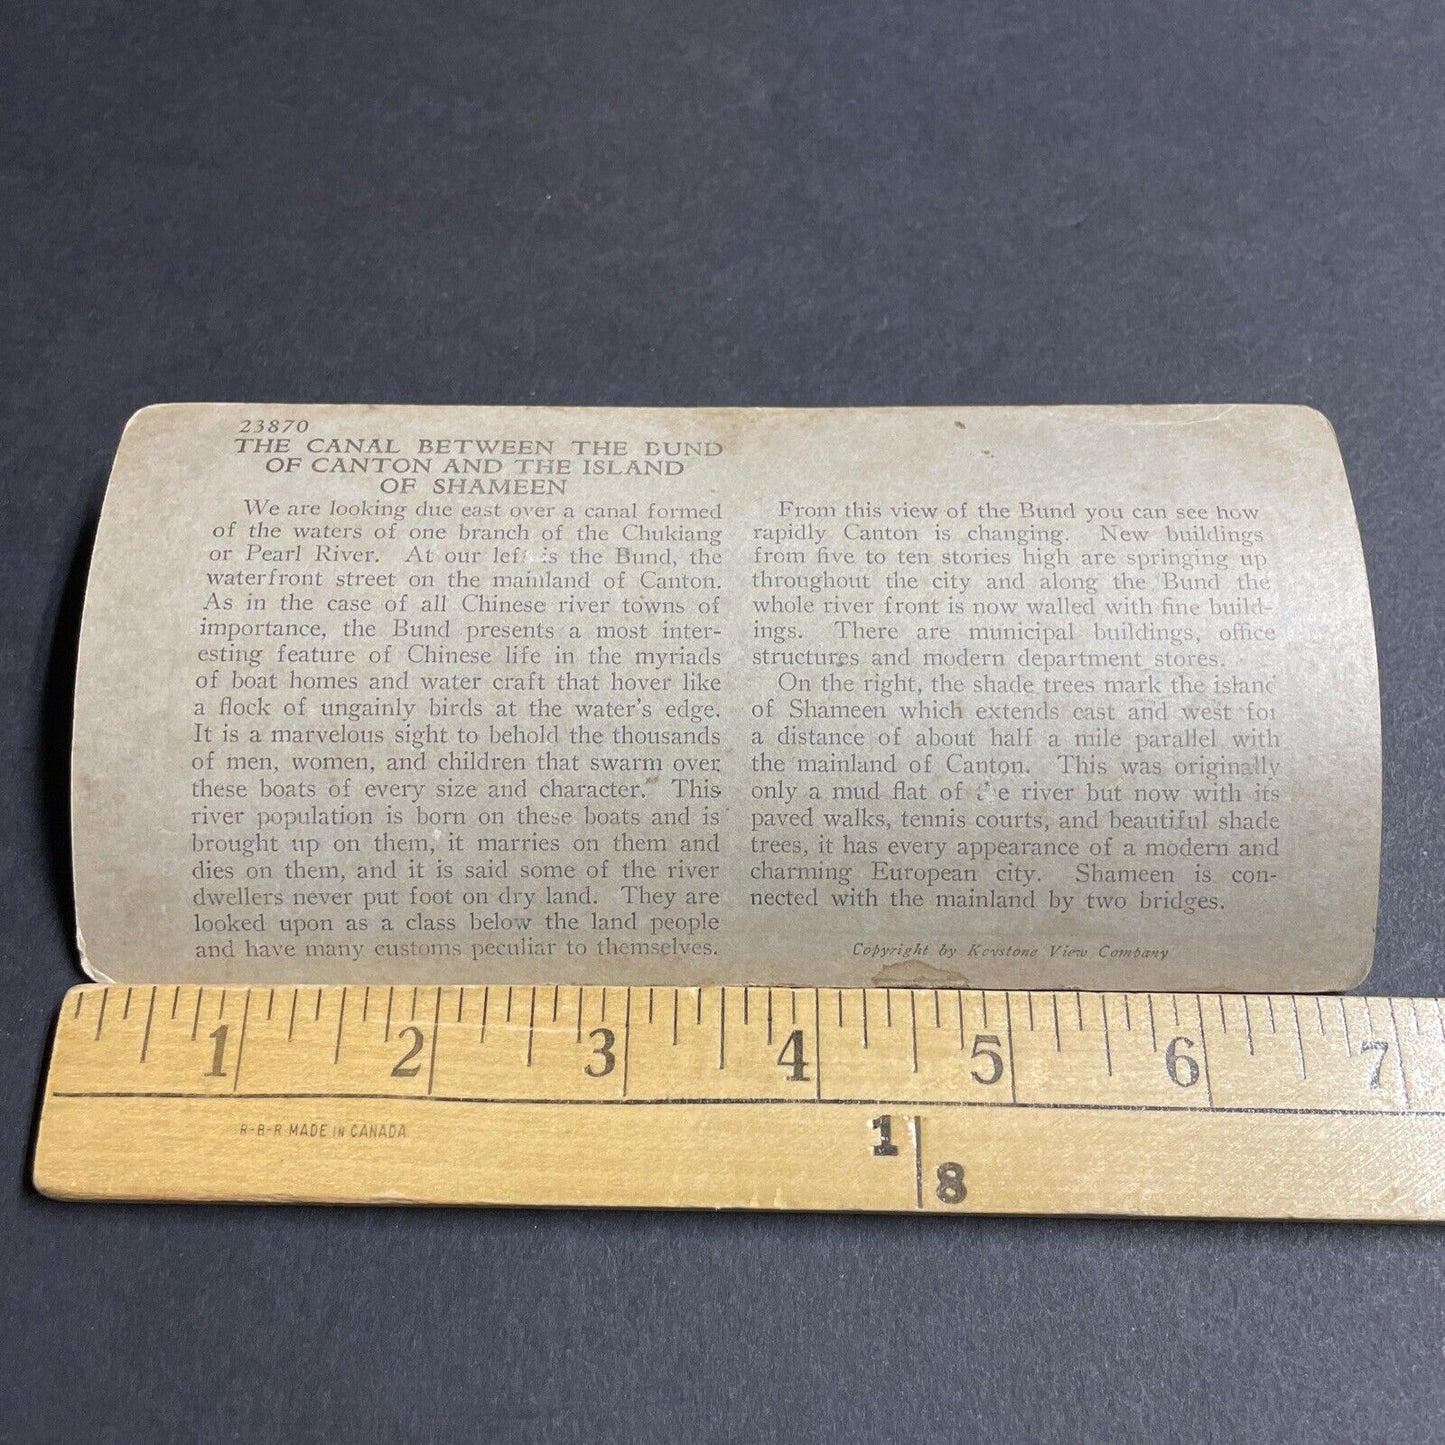 23870
THE CANAL BETWEEN THE BUND
OF CANTON AND THE ISLAND
OF SHAMEEN
We are looking due east over a canal formed
of the waters of one branch of the Chukiang
or Pearl River. At our left is the Bund, the
waterfront street on the mainland of Canton.
As in the case of all Chinese river towns of
importance, the Bund presents a most inter-
esting feature of Chinese life in the myriads
of boat homes and water craft that hover like
a flock of ungainly birds at the water's edge.
It is a marvelous sight to behold the thousands
of men, women, and children that swarm over
these boats of every size and character. This
river population is born on these boats and is
brought up on them, it marries on them and
dies on them, and it is said some of the river
dwellers never put foot on dry land. They are
looked upon as a class below the land people
and have many customs peculiar to themselves.
From this view of the Bund you can see how
rapidly Canton is changing. New buildings
from five to ten stories high are springing up
throughout the city and along the Bund the
whole river front is now walled with fine build-
ings. There are municipal buildings, office
structures and modern department stores.
On the right, the shade trees mark the island
of Shameen which extends east and west for
a distance of about half a mile parallel with
the mainland of Canton. This was originally
only a mud flat of the river but now with its
paved walks, tennis courts, and beautiful shade
trees, it has every appearance of a modern and
charming European city. Shameen is con-
nected with the mainland by two bridges.
Copyright by Keystone View Company
1 2 3 4 5 6 7
R-B-R MADE IN CANADA
1
8